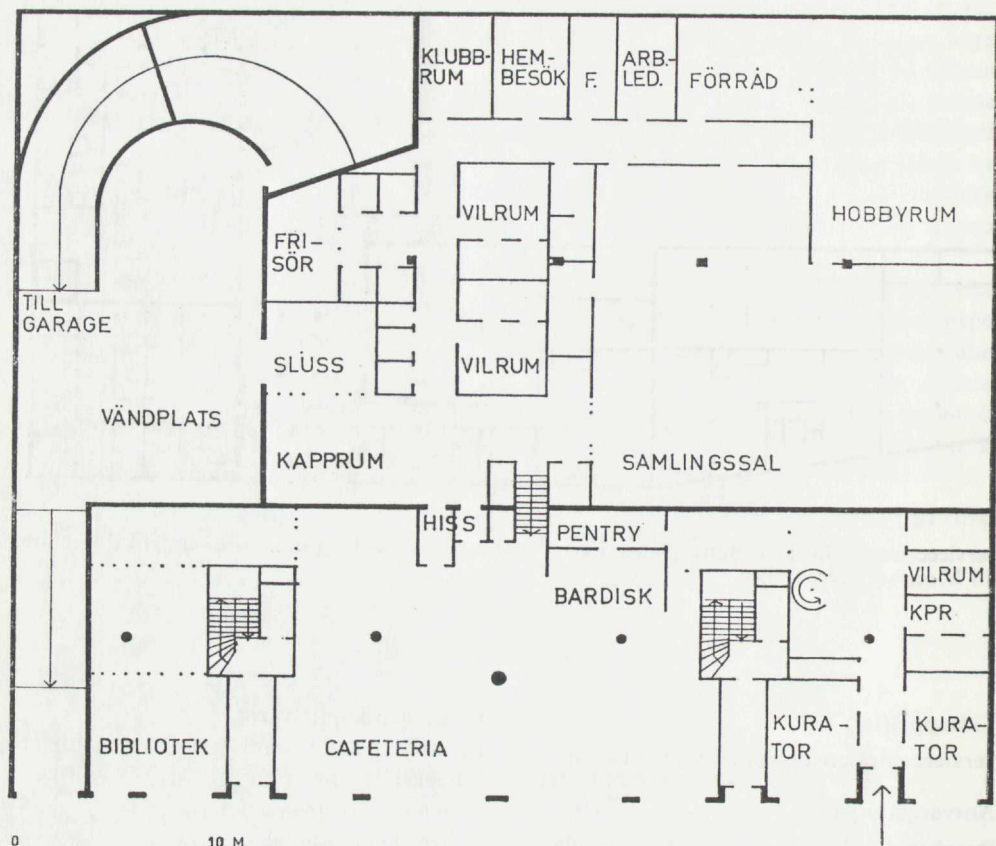 KLUBB-
RUM
HEM-
BESÖK
F.
ARB.-
LED.
FÖRRÅD
VILRUM
HOBBYRUM
FRI-
SÖR
TILL
GARAGE
SLUSS
VILRUM
VÄNDPLATS
KAPPRUM
SAMLINGSSAL
HISS
PENTRY
BARDISK
VILRUM
KPR.
BIBLIOTEK
CAFETERIA
KURA-
TOR
KURA-
TOR
0 10 M